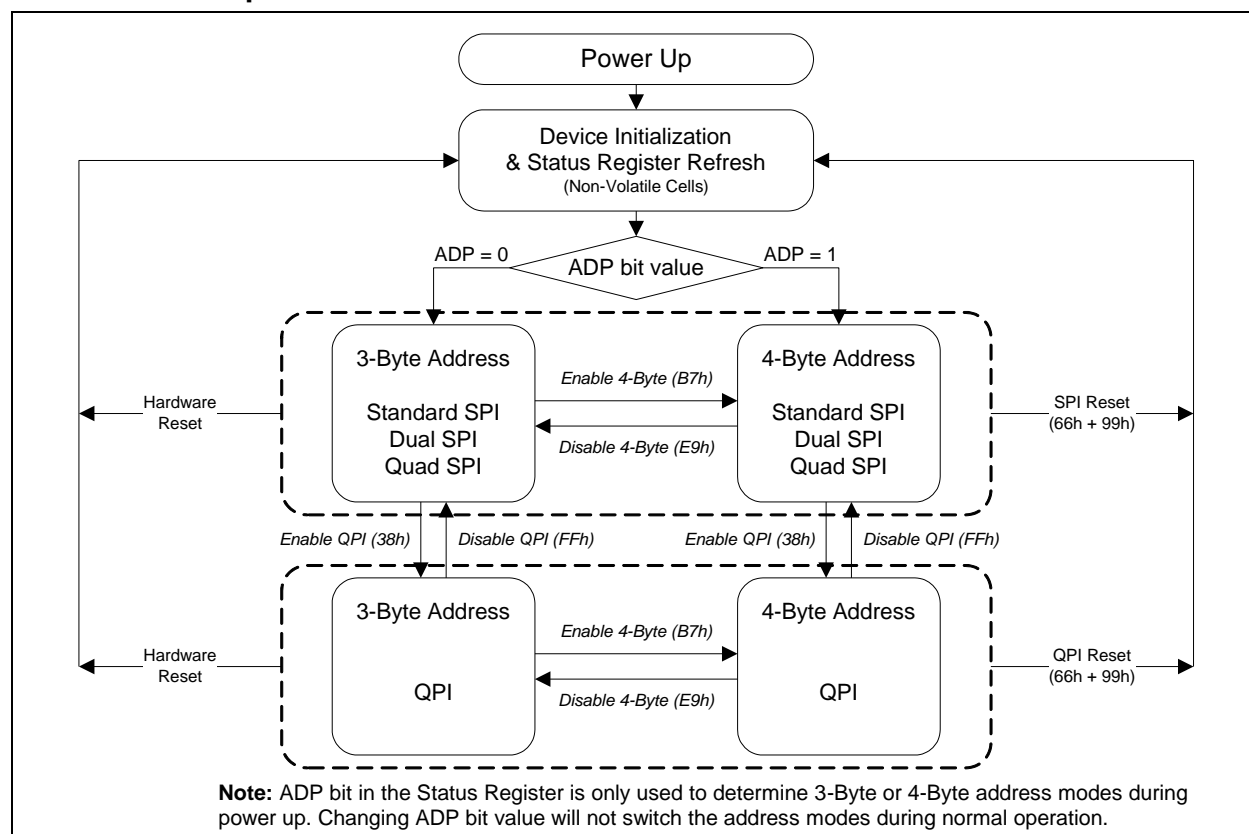 Power Up
Device Initialization
& Status Register Refresh
(Non-Volatile Cells)
ADP = 0
ADP bit value
ADP = 1
3-Byte Address
Standard SPI
Dual SPI
Quad SPI
Enable 4-Byte (B7h)
Disable 4-Byte (E9h)
4-Byte Address
Standard SPI
Dual SPI
Quad SPI
Hardware
Reset
SPI Reset
(66h + 99h)
Enable QPI (38h)
Disable QPI (FFh)
Enable QPI (38h)
Disable QPI (FFh)
3-Byte Address
QPI
Enable 4-Byte (B7h)
Disable 4-Byte (E9h)
4-Byte Address
QPI
Hardware
Reset
QPI Reset
(66h + 99h)
Note: ADP bit in the Status Register is only used to determine 3-Byte or 4-Byte address modes during
power up. Changing ADP bit value will not switch the address modes during normal operation.